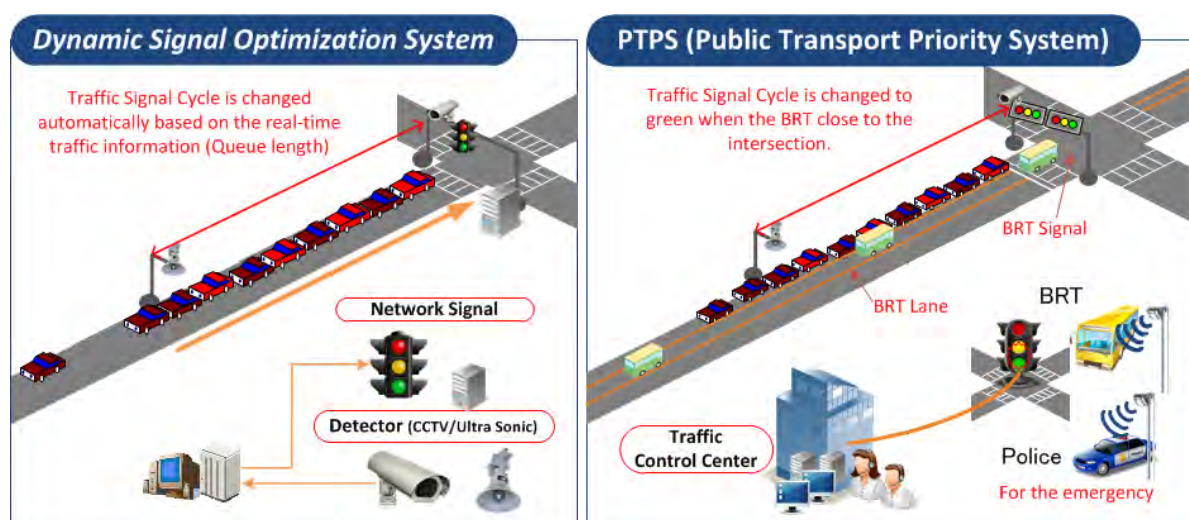 Dynamic Signal Optimization System
Traffic Signal Cycle is changed
automatically based on the real-time
traffic information (Queue length)
Network Signal
Detector (CCTV/Ultra Sonic)
PTPS (Public Transport Priority System)
Traffic Signal Cycle is changed to
green when the BRT close to the
intersection.
BRT Signal
BRT Lane
BRT
Traffic
Control Center
Police
For the emergency